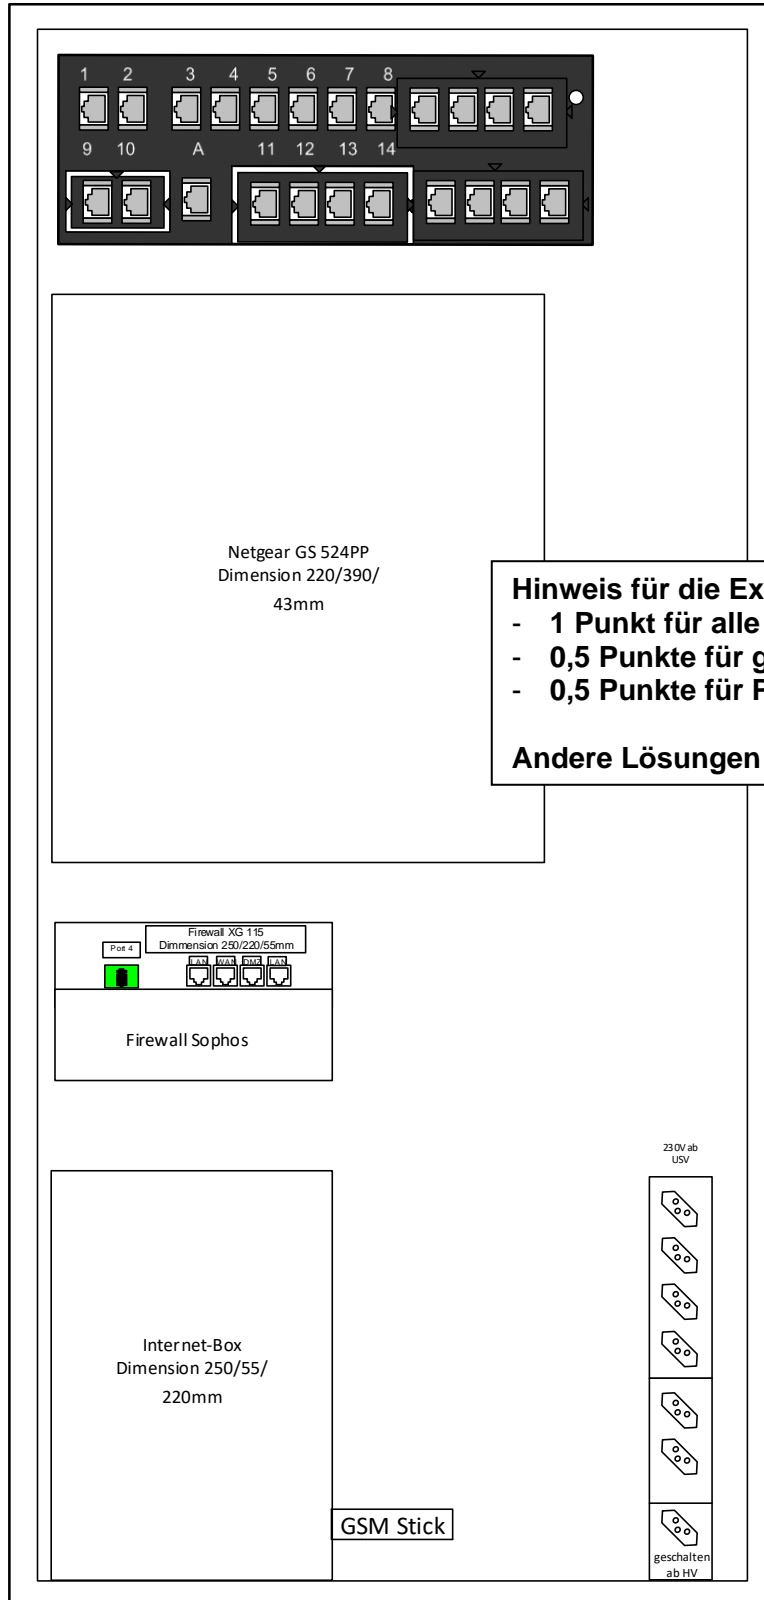 1 2 3 4 5 6 7 8
9 10 A 11 12 13 14
Netgear GS 524PP
Dimension 220/390/
43mm
Hinweis für die Ex
- 1 Punkt für alle
- 0,5 Punkte für g
- 0,5 Punkte für P
Andere Lösungen
Firewall XG 115
Dimmension 250/220/55mm
Port 4
LAN WAN DMZ LAN
Firewall Sophos
230V ab
USV
Internet-Box
Dimension 250/55/
220mm
GSM Stick
geschalten
ab HV